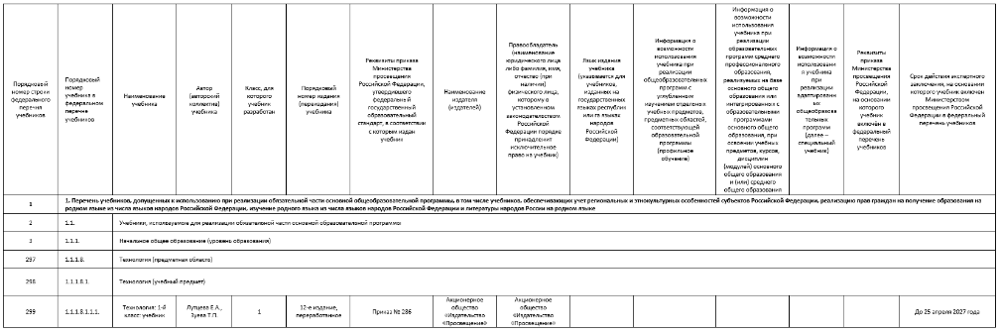 Порядковый
номер строки
федерального
перечня
учебников
Порядковый
номер
учебника в
федеральном
перечне
учебников
Наименование
учебника
Автор
(авторский
коллектив)
учебника
Класс, для
которого
учебник
разработан
Порядковый
номер издания
(переиздания)
учебника
Реквизиты приказа
Министерства
просвещения
Российской Федерации,
утвердившего
федеральный
государственный
образовательный
стандарт, в соответствии
с которым издан
учебник
Наименование
издателя
(издателей)
Правообладатель
(наименование
юридического лица
либо фамилия, имя,
отчество (при
наличии)
физического лица,
которому в
установленном
законодательством
Российской
Федерации порядке
принадлежит
исключительное
право на учебник)
Язык издания
учебника
(указывается для
учебников,
изданных на
государственных
языках республик
или га языках
народов
Российской
Федерации)
Информация о
возможности
использования
учебника при
реализации
общеобразовательных
программ с
углубленным
изучением отдельных
учебных предметов,
предметных областей,
соответствующей
образовательной
программы
(профильное
обучение)
Информация о
возможности
использования
учебника при
реализации
образовательных
программ среднего
профессионального
образования,
реализуемых на базе
основного общего
образования или
интегрированных с
образовательными
программами
основного общего
образования, при
освоении учебных
предметов, курсов,
дисциплин
(модулей) основного
общего образования
и (или) среднего
общего образования
Информация о
возможности
использовани
я учебника
при
реализации
адаптирован
ных
общеобразова
тельных
программ
(далее –
специальный
учебник)
Реквизиты
приказа
Министерства
просвещения
Российской
Федерации,
на основании
которого
учебник
включён в
федеральный
перечень
учебников
Срок действия экспертного
заключения, на основании
которого учебник включен
Министерством
просвещения Российской
Федерации в федеральный
перечень учебников
1
1. Перечень учебников, допущенных к использованию при реализации обязательной части основной общеобразовательной программы, в том числе учебников, обеспечивающих учет региональных и этнокультурных особенностей субъектов Российской Федерации, реализацию прав граждан на получение образования на
родном языке из числа языков народов Российской Федерации, изучение родного языка из числа языков народов Российской Федерации и литературы народов России на родном языке
2
1.1.
Учебники, используемые для реализации обязательной части основной образовательной программы
3
1.1.1.
Начальное общее образование (уровень образования)
297
1.1.1.8.
Технология (предметная область)
298
1.1.1.8.1.
Технология (учебный предмет)
299
1.1.1.8.1.1.1.
Технология: 1-й
класс: учебник
Лутцева Е.А.,
Зуева Т.П.
1
12-е издание,
переработанное
Приказ № 286
Акционерное
общество
«Издательство
«Просвещение»
Акционерное
общество
«Издательство
«Просвещение»
До 25 апреля 2027 года